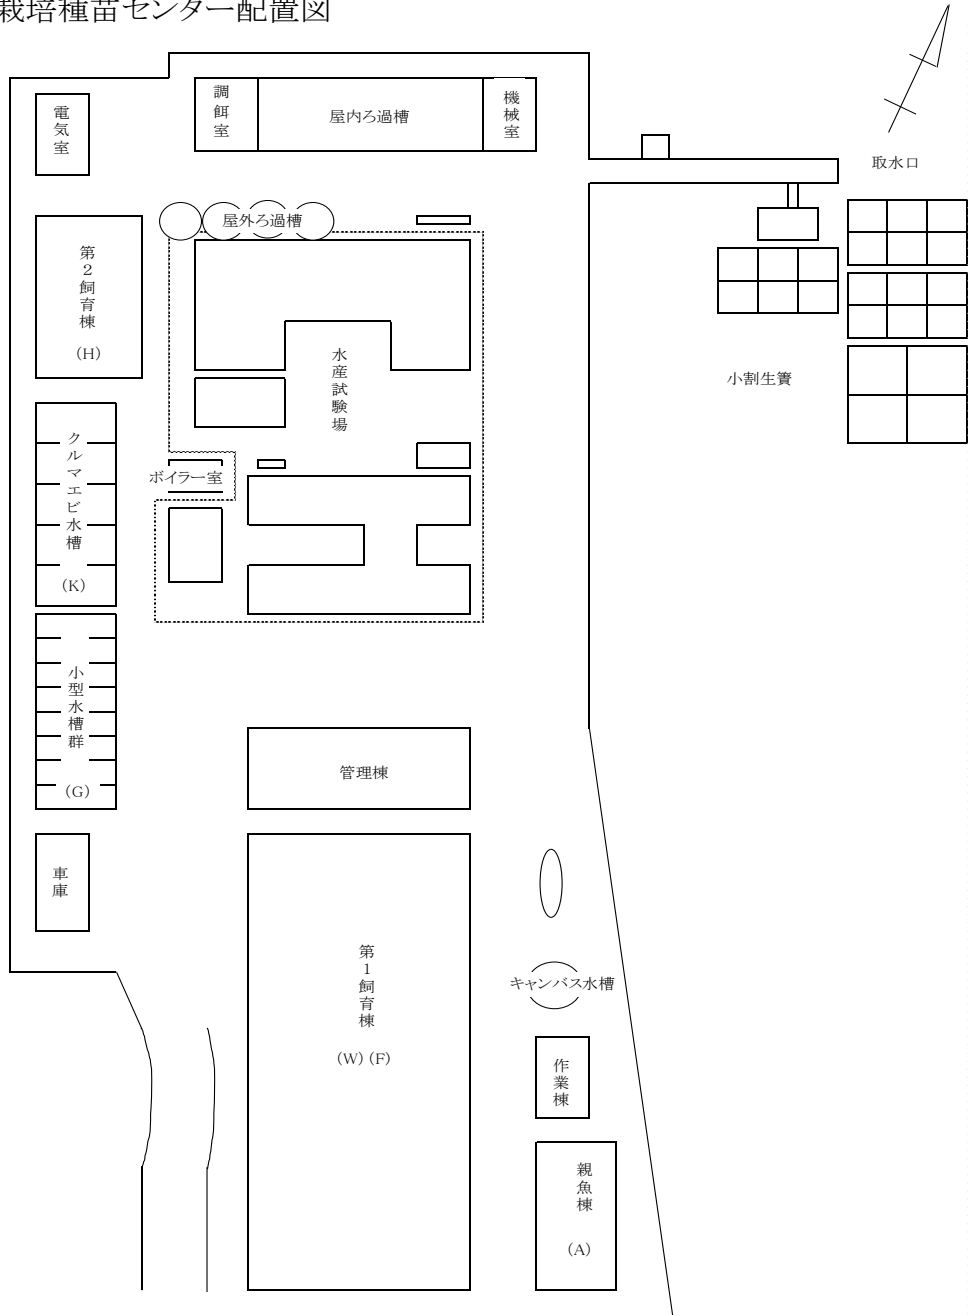 栽培種苗センター配置図
電気室
調餌室
屋内ろ過槽
機械室
取水口
屋外ろ過槽
第2飼育棟
(H)
水産試験場
小割生簀
クルマエビ水槽
(K)
ボイラー室
小型水槽群
(G)
管理棟
車庫
第1飼育棟
(W)(F)
キャンバス水槽
作業棟
親魚棟
(A)